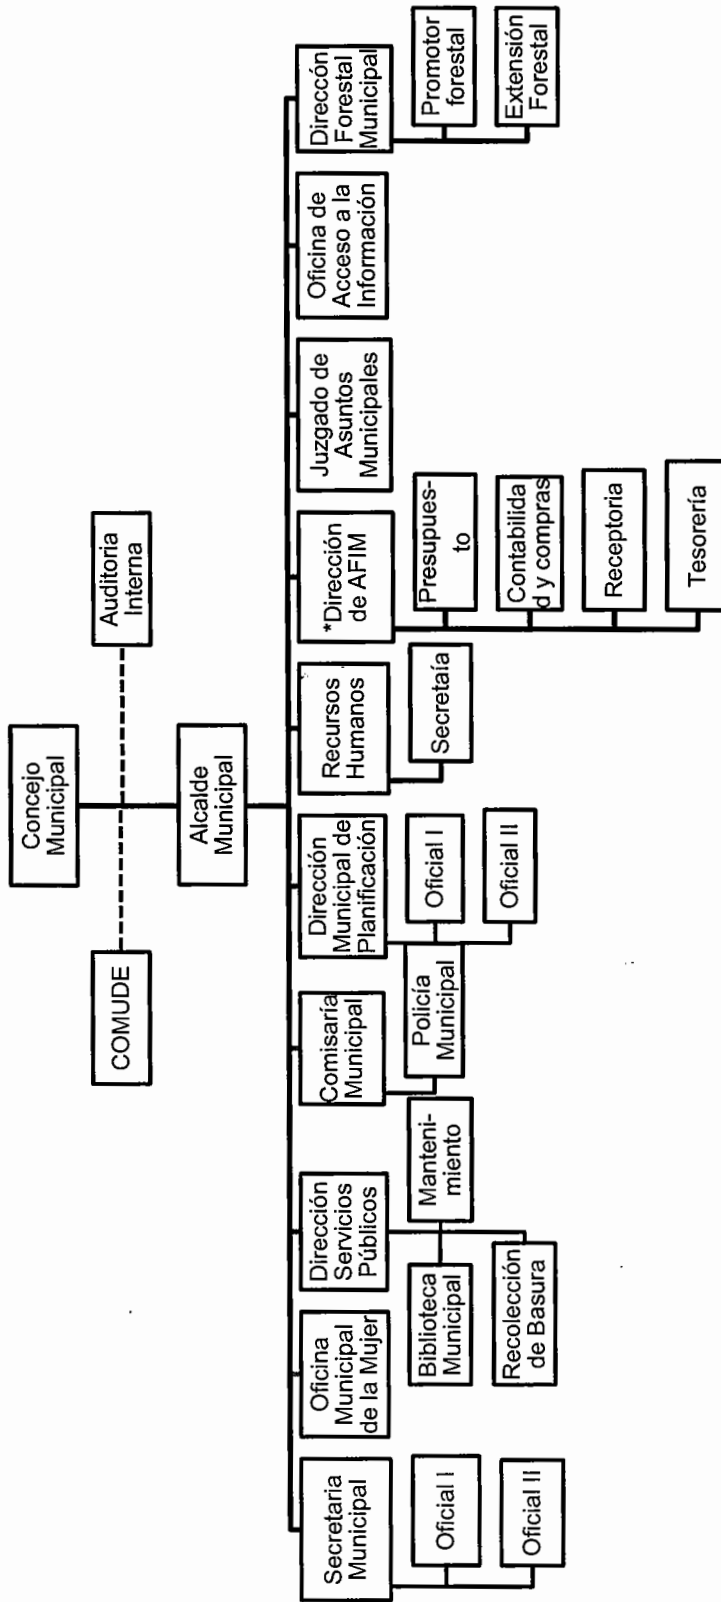 Concejo
Municipal
COMUDE
Auditoria
Interna
Alcalde
Municipal
Secretaria
Municipal
Oficial I
Oficial II
Oficina
Municipal
de la Mujer
Dirección
Servicios
Públicos
Biblioteca
Municipal
Manteni-
miento
Recolección
de Basura
Comisaría
Municipal
Policía
Municipal
Dirección
Municipal de
Planificación
Oficial I
Oficial II
Recursos
Humanos
Secretaía
*Dirección
de AFIM
Presupues-
to
Contabilida
d y compras
Receptoria
Tesorería
Juzgado de
Asuntos
Municipales
Oficina de
Acceso a la
Información
Direccón
Forestal
Municipal
Promotor
forestal
Extensión
Forestal